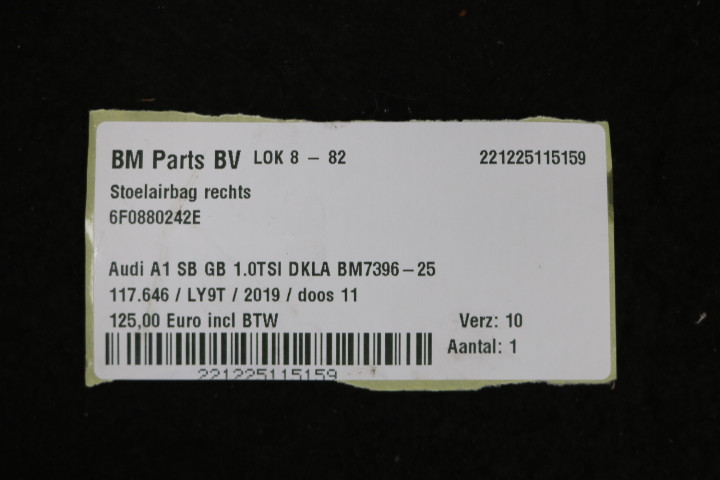 BM Parts BV LOK 8 – 82 221225115159
Stoelairbag rechts
6F0880242E
Audi A1 SB GB 1.0TSI DKLA BM7396–25
117.646 / LY9T / 2019 / doos 11
125,00 Euro incl BTW Verz: 10
Aantal: 1
221225115159